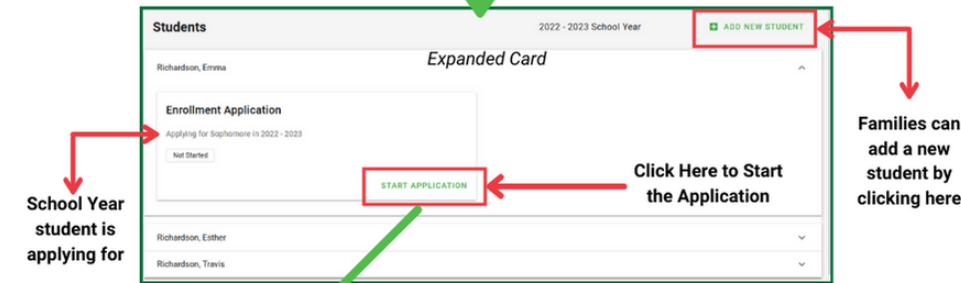 Students
2022 - 2023 School Year
ADD NEW STUDENT
Expanded Card
Richardson, Emma
Enrollment Application
Applying for Sophomore in 2022 - 2023
Not Started
START APPLICATION
Click Here to Start
the Application
School Year
student is
applying for
Families can
add a new
student by
clicking here
Richardson, Esther
Richardson, Travis